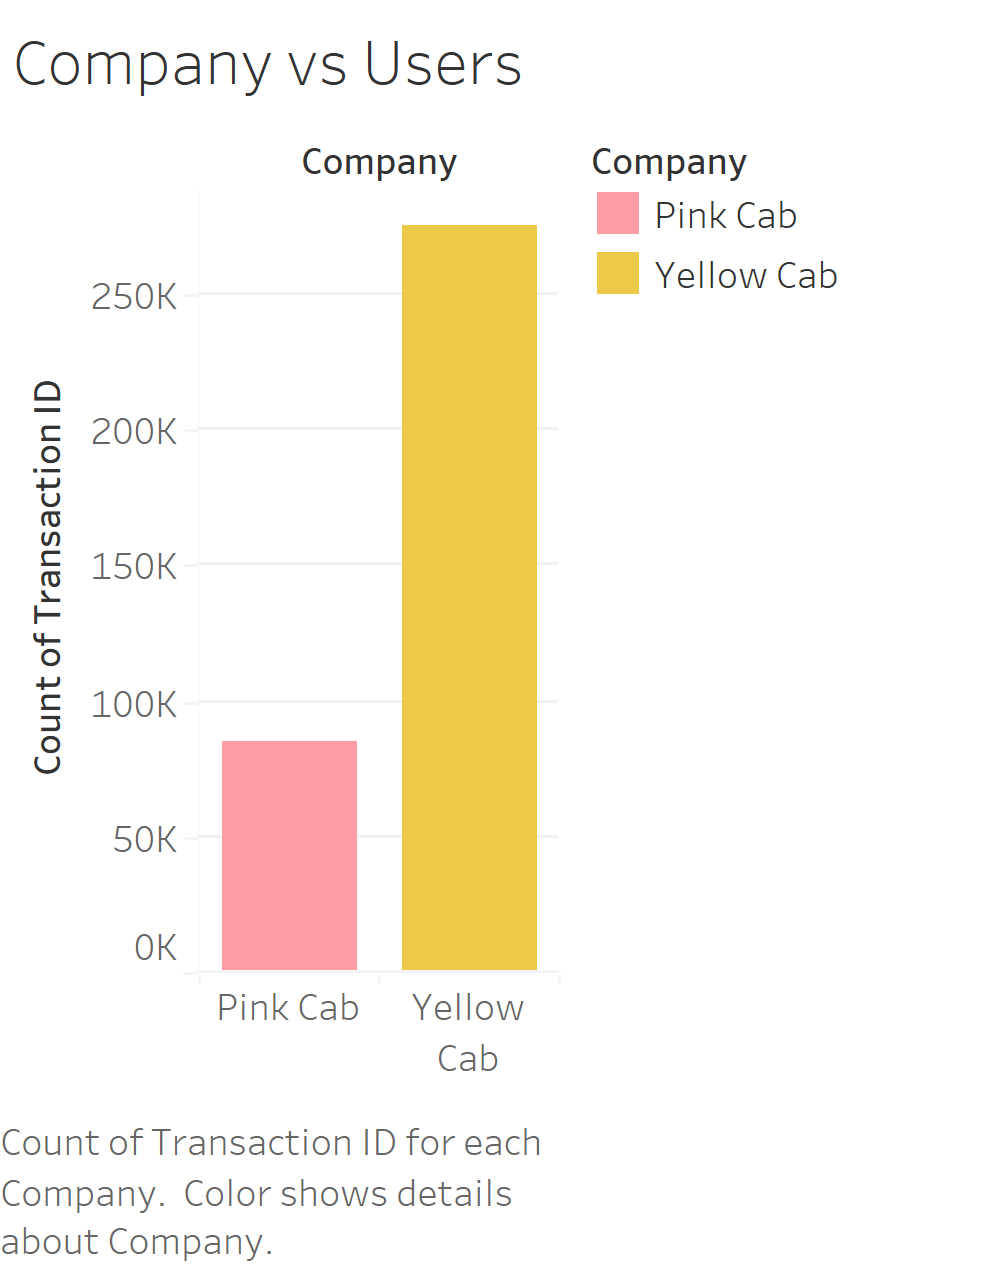 Company vs Users
Company
Company
Pink Cab
Yellow Cab
Count of Transaction ID
250K
200K
150K
100K
50K
0K
Pink Cab
Yellow
Cab
Count of Transaction ID for each
Company.  Color shows details
about Company.